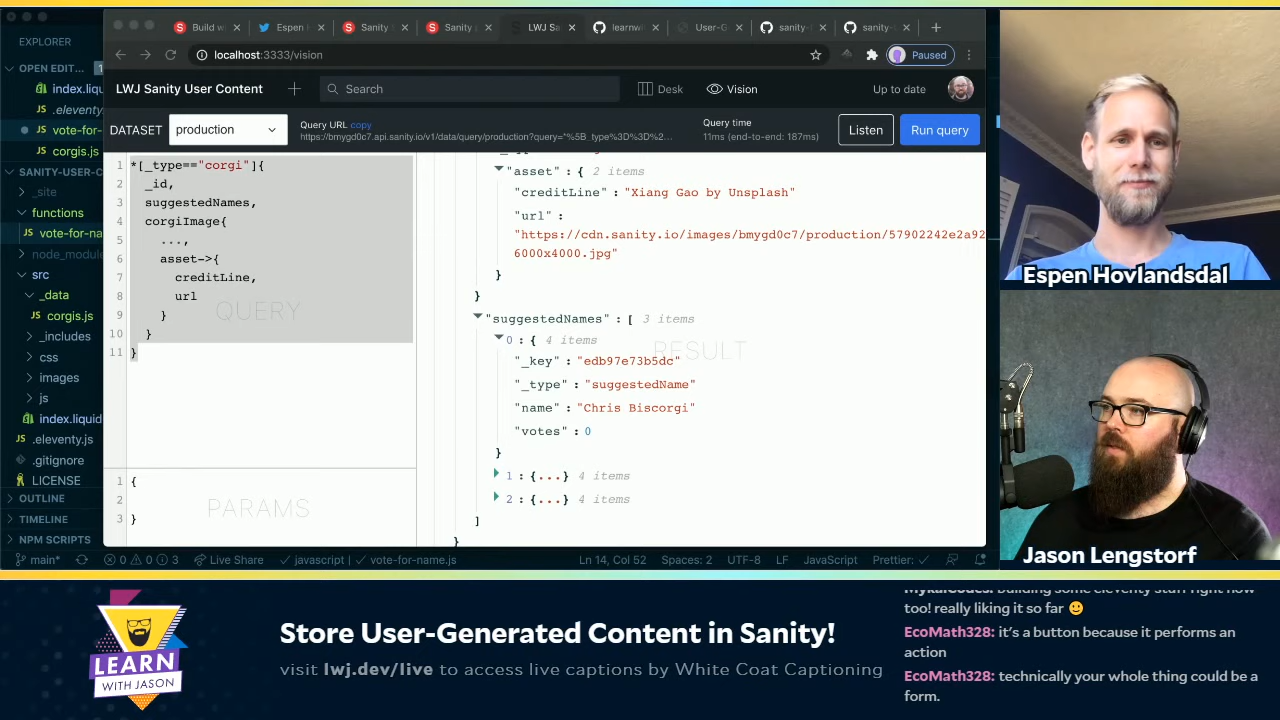 EXPLORER
OPEN EDIT... 1
index.liqu
.eleventy.
vote-for-
corgis.js
SANITY-USER-C
_site
functions
vote-for-na
node_module
src
_data
corgis.js
_includes
css
images
js
index.liquid
.eleventy.js
.gitignore
LICENSE
OUTLINE
TIMELINE
NPM SCRIPTS
Build w
Espen H
Sanity
Sanity
LWJ Sa
learnwi
User-G
sanity-
sanity-
localhost:3333/vision
Paused
LWJ Sanity User Content
Search
Desk
Vision
Up to date
DATASET
production
Query URL copy
https://bmygd0c7.api.sanity.io/v1/data/query/production?query=*%5B_type%3D%3D%2...
Query time
11ms (end-to-end: 187ms)
Listen
Run query
1 *[_type=="corgi"]{
2 _id,
3 suggestedNames,
4 corgiImage{
5 ...,
6 asset->{
7 creditLine,
8 url
9 }
10 }
11 }
QUERY
1 {
2
3 }
PARAMS
"asset" : { 2 items
"creditLine" : "Xiang Gao by Unsplash"
"url" :
"https://cdn.sanity.io/images/bmygd0c7/production/57902242e2a92
6000x4000.jpg"
}
}
"suggestedNames" : [ 3 items
0 : { 4 items
"_key" : "edb97e73b5dc"
"_type" : "suggestedName"
"name" : "Chris Biscorgi"
"votes" : 0
}
1 : {...} 4 items
2 : {...} 4 items
]
}
RESULT
main* 0 0 3 Live Share javascript | vote-for-name.js Ln 14, Col 52 Spaces: 2 UTF-8 LF JavaScript Prettier:
Espen Hovlandsdal
Jason Lengstorf
LEARN
WITH JASON
Store User-Generated Content in Sanity!
visit lwj.dev/live to access live captions by White Coat Captioning
MykalCodes: Building some eleventy stuff right now
too! really liking it so far
EcoMath328: it's a button because it performs an
action
EcoMath328: technically your whole thing could be a
form.